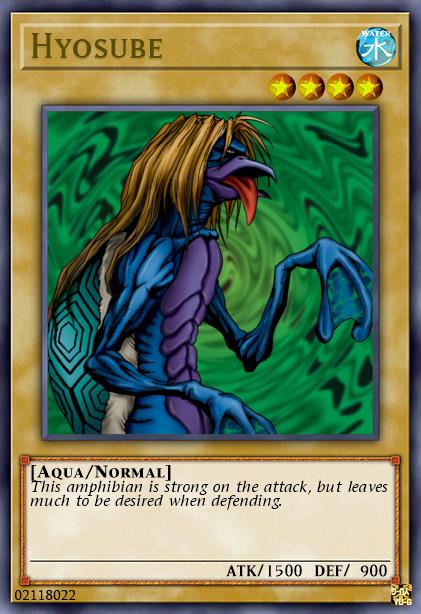 HYOSUBE
WATER
水
[AQUA/NORMAL]
This amphibian is strong on the attack, but leaves
much to be desired when defending.
ATK/1500 DEF/ 900
02118022